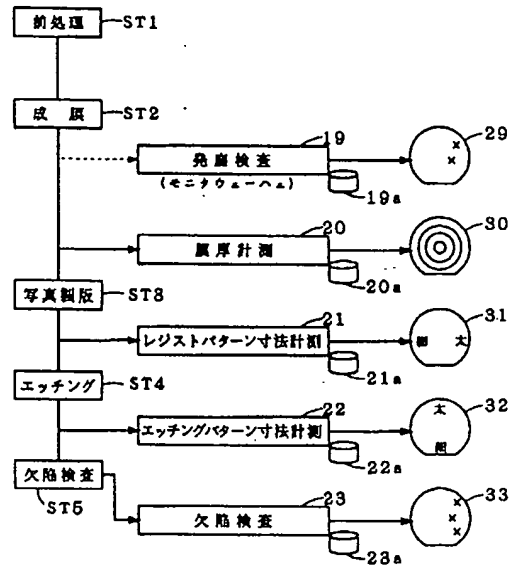 前処理 ST1
成膜 ST2
発塵検査 19 29
(モニタウェーハ) 19a
膜厚計測 20 30
20a
写真製版 ST3
レジストパターン寸法計測 21 細 太 31
21a
エッチング ST4
エッチングパターン寸法計測 22 太 細 32
22a
欠陥検査 ST5
欠陥検査 23 33
23a